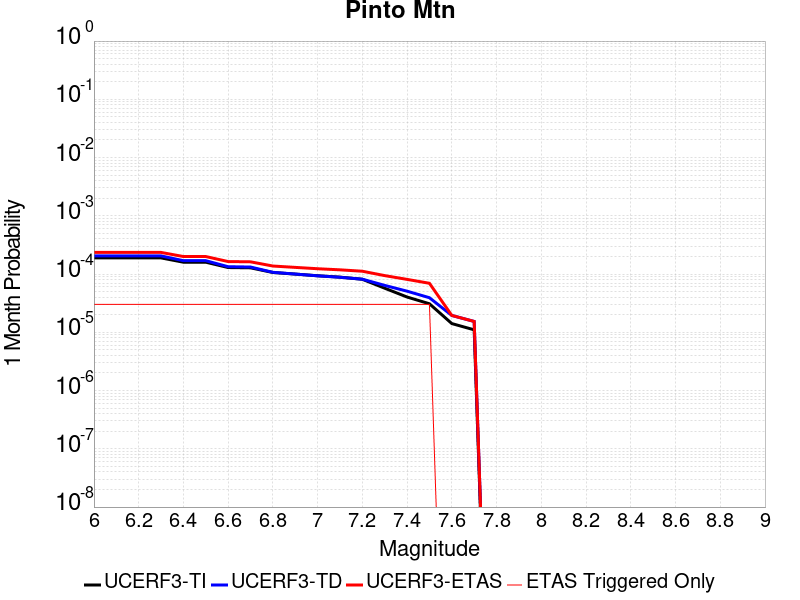 Pinto Mtn
1 Month Probability
10^0
10^-1
10^-2
10^-3
10^-4
10^-5
10^-6
10^-7
10^-8
6 6.2 6.4 6.6 6.8 7 7.2 7.4 7.6 7.8 8 8.2 8.4 8.6 8.8 9
Magnitude
UCERF3-TI UCERF3-TD UCERF3-ETAS ETAS Triggered Only